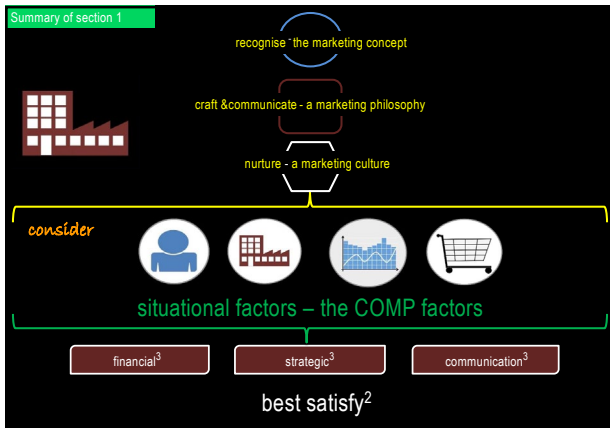 Summary of section 1
recognise - the marketing concept
craft &communicate - a marketing philosophy
nurture - a marketing culture
consider
situational factors – the COMP factors
financial³
strategic³
communication³
best satisfy²